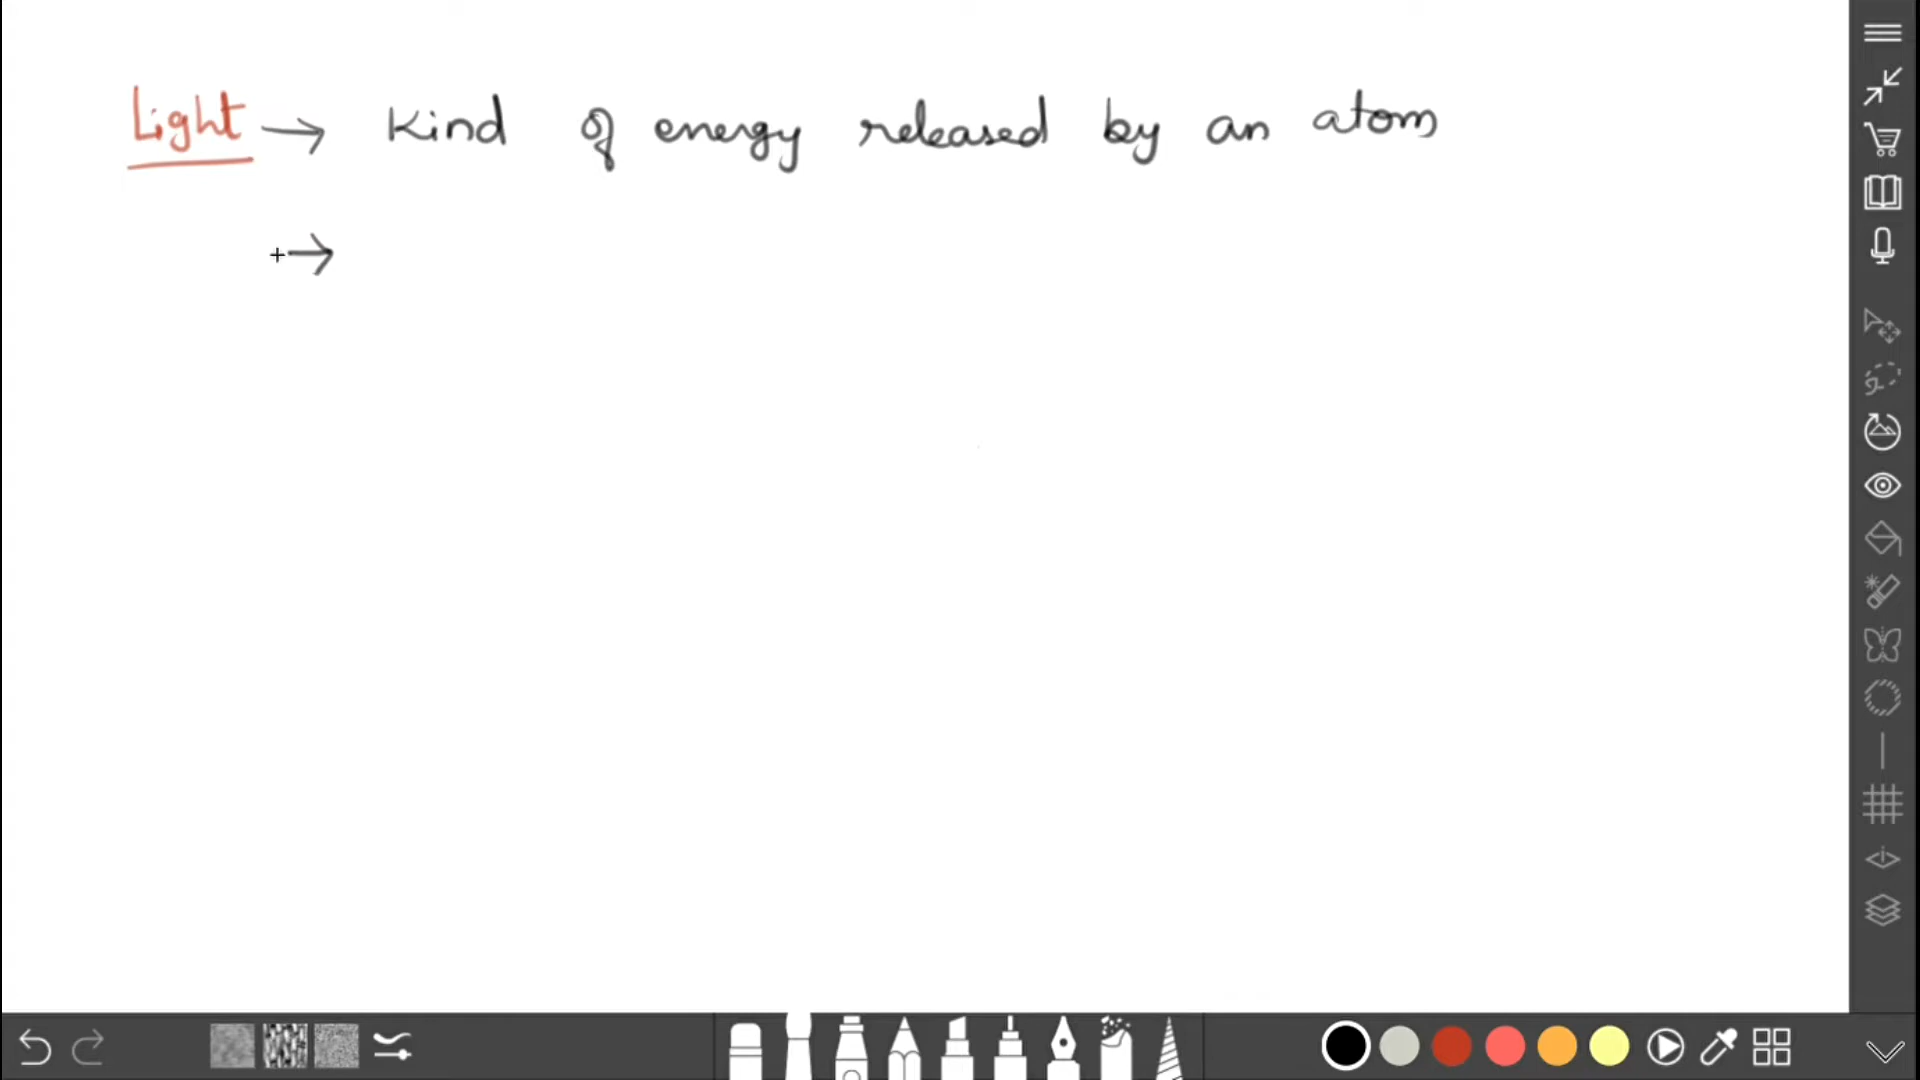 Light → Kind of energy released by an atom
→